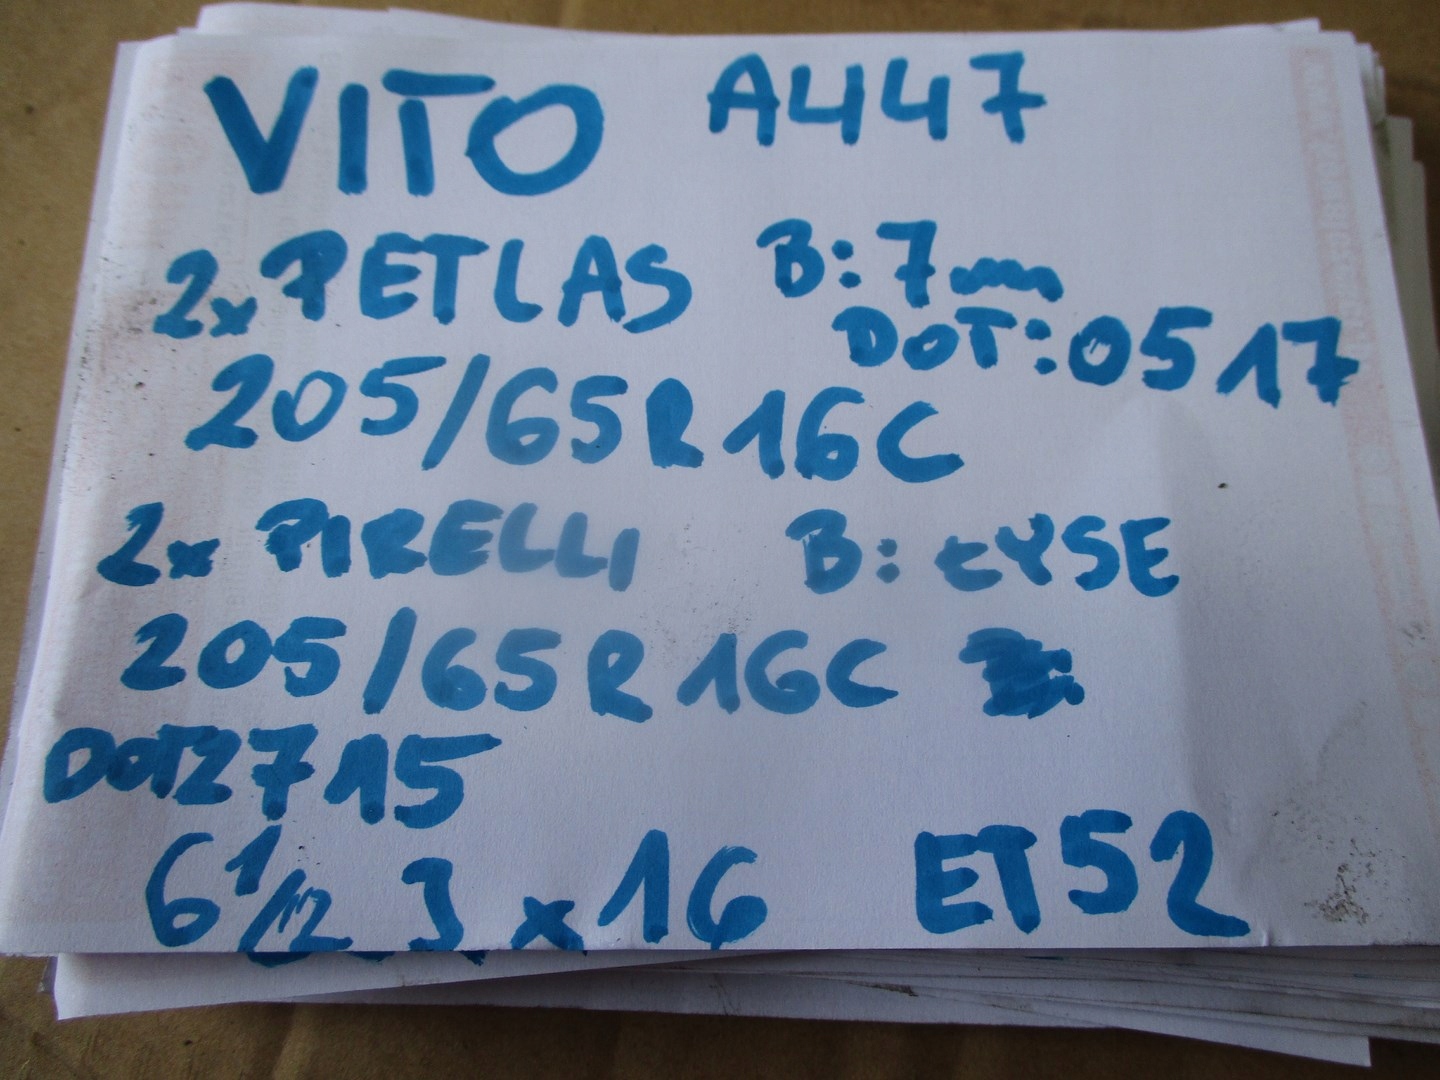 VITO A447
2x PETLAS B: 7mm
DOT: 0517
205/65R16C
2x PIRELLI B: ŁYSE
205/65R16C
DOT2715
6 1/2 J x 16 ET52